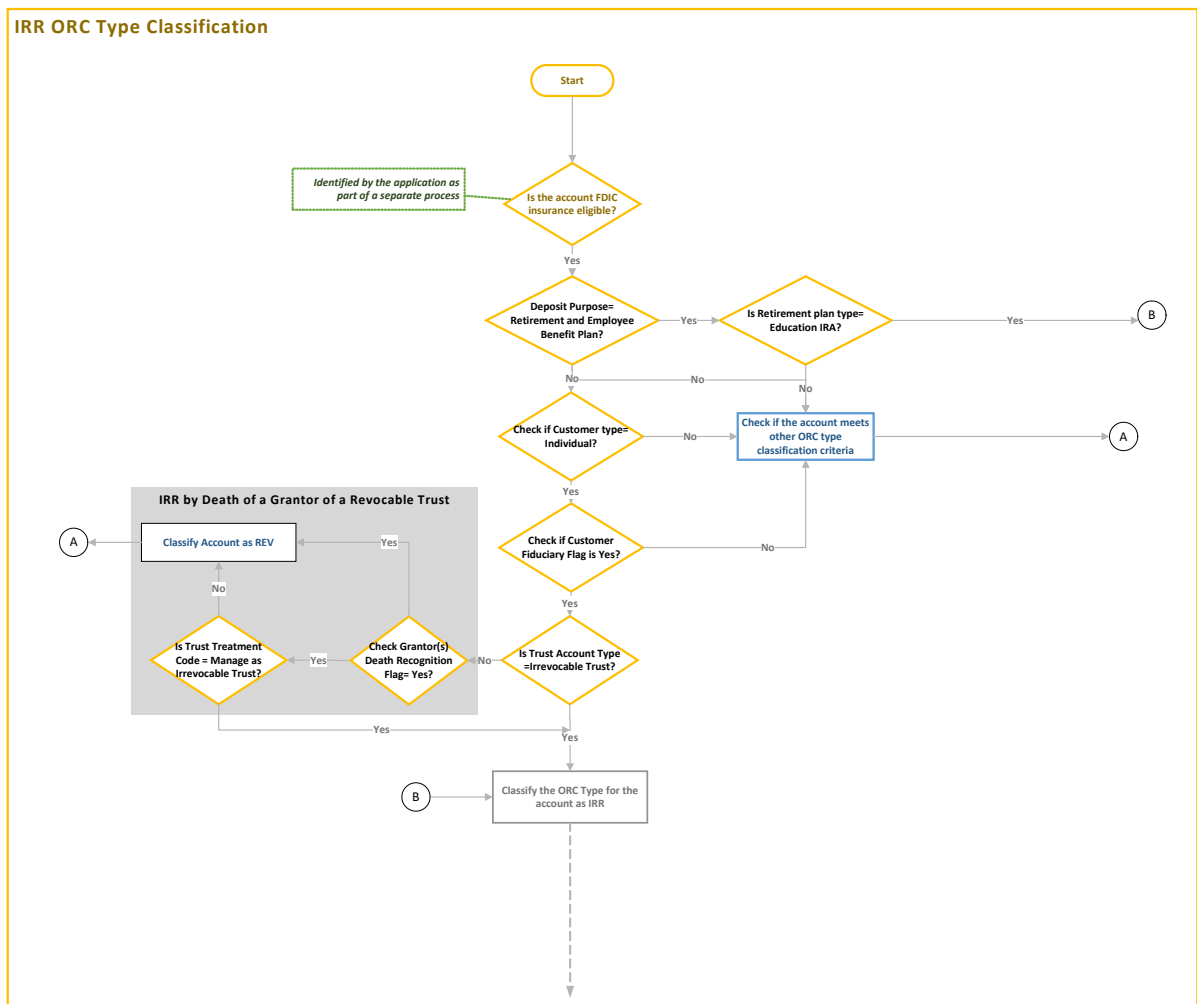 IRR ORC Type Classification
Start
Identified by the application as
part of a separate process
Is the account FDIC
insurance eligible?
Yes
Deposit Purpose=
Retirement and Employee
Benefit Plan?
Yes
Is Retirement plan type=
Education IRA?
Yes
B
No
No
No
Check if Customer type=
Individual?
No
Check if the account meets
other ORC type
classification criteria
A
Yes
IRR by Death of a Grantor of a Revocable Trust
A
Classify Account as REV
Yes
Check if Customer
Fiduciary Flag is Yes?
No
No
Yes
Is Trust Treatment
Code = Manage as
Irrevocable Trust?
Yes
Check Grantor(s)
Death Recognition
Flag= Yes?
No
Is Trust Account Type
=Irrevocable Trust?
Yes
Yes
B
Classify the ORC Type for the
account as IRR